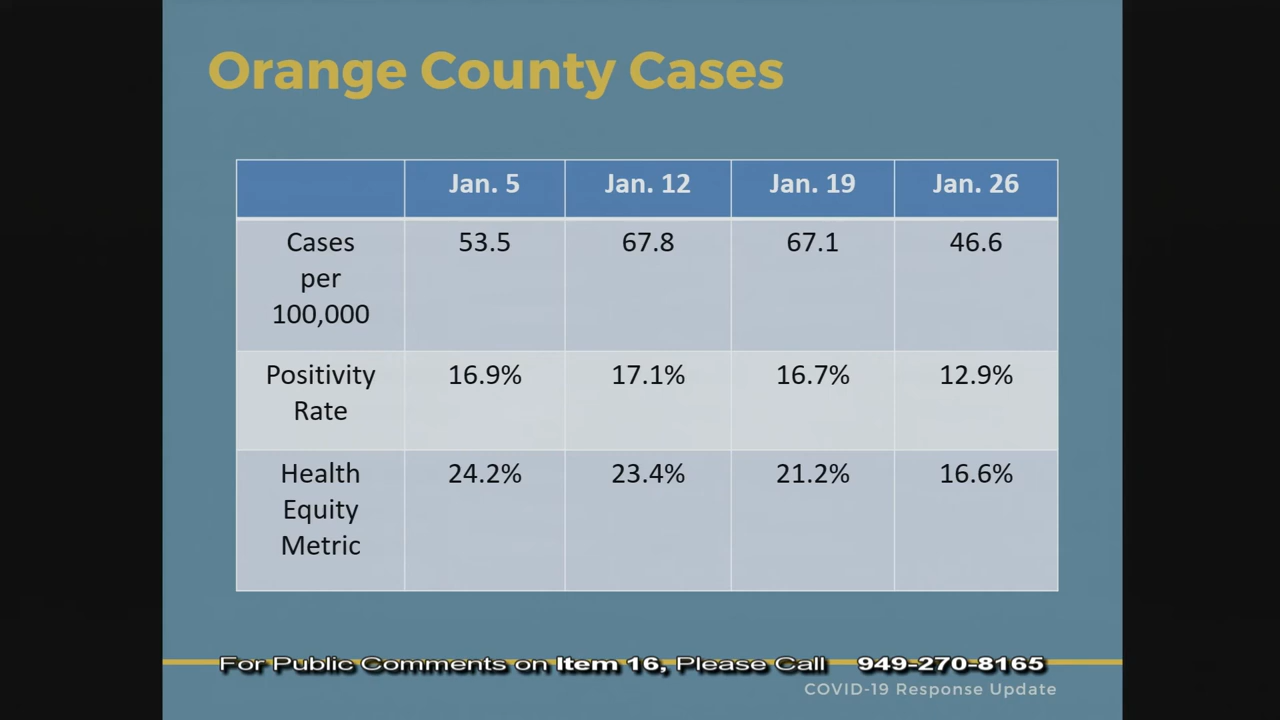 Orange County Cases
Jan. 5 Jan. 12 Jan. 19 Jan. 26
Cases per 100,000 53.5 67.8 67.1 46.6
Positivity Rate 16.9% 17.1% 16.7% 12.9%
Health Equity Metric 24.2% 23.4% 21.2% 16.6%
For Public Comments on Item 16, Please Call 949-270-8165
COVID-19 Response Update